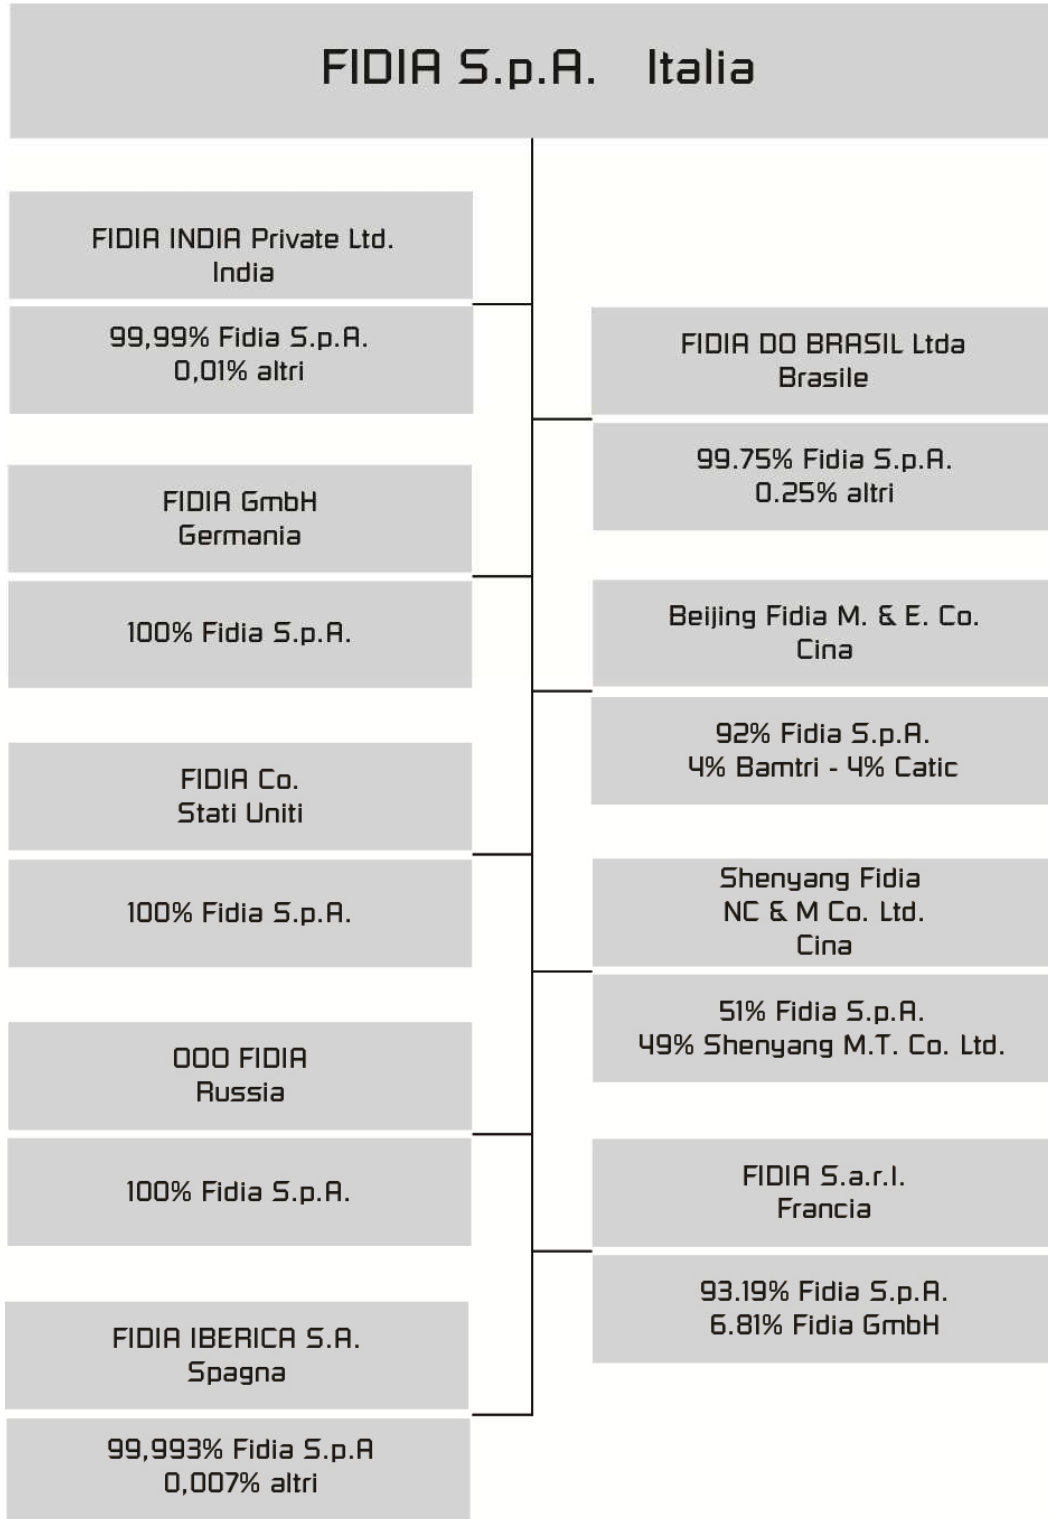 FIDIA S.p.A. Italia
FIDIA INDIA Private Ltd.
India
99,99% Fidia S.p.A.
0,01% altri
FIDIA GmbH
Germania
100% Fidia S.p.A.
FIDIA Co.
Stati Uniti
100% Fidia S.p.A.
OOO FIDIA
Russia
100% Fidia S.p.A.
FIDIA IBERICA S.A.
Spagna
99,993% Fidia S.p.A
0,007% altri
FIDIA DO BRASIL Ltda
Brasile
99.75% Fidia S.p.A.
0.25% altri
Beijing Fidia M. & E. Co.
Cina
92% Fidia S.p.A.
4% Bamtri - 4% Catic
Shenyang Fidia
NC & M Co. Ltd.
Cina
51% Fidia S.p.A.
49% Shenyang M.T. Co. Ltd.
FIDIA S.a.r.l.
Francia
93.19% Fidia S.p.A.
6.81% Fidia GmbH